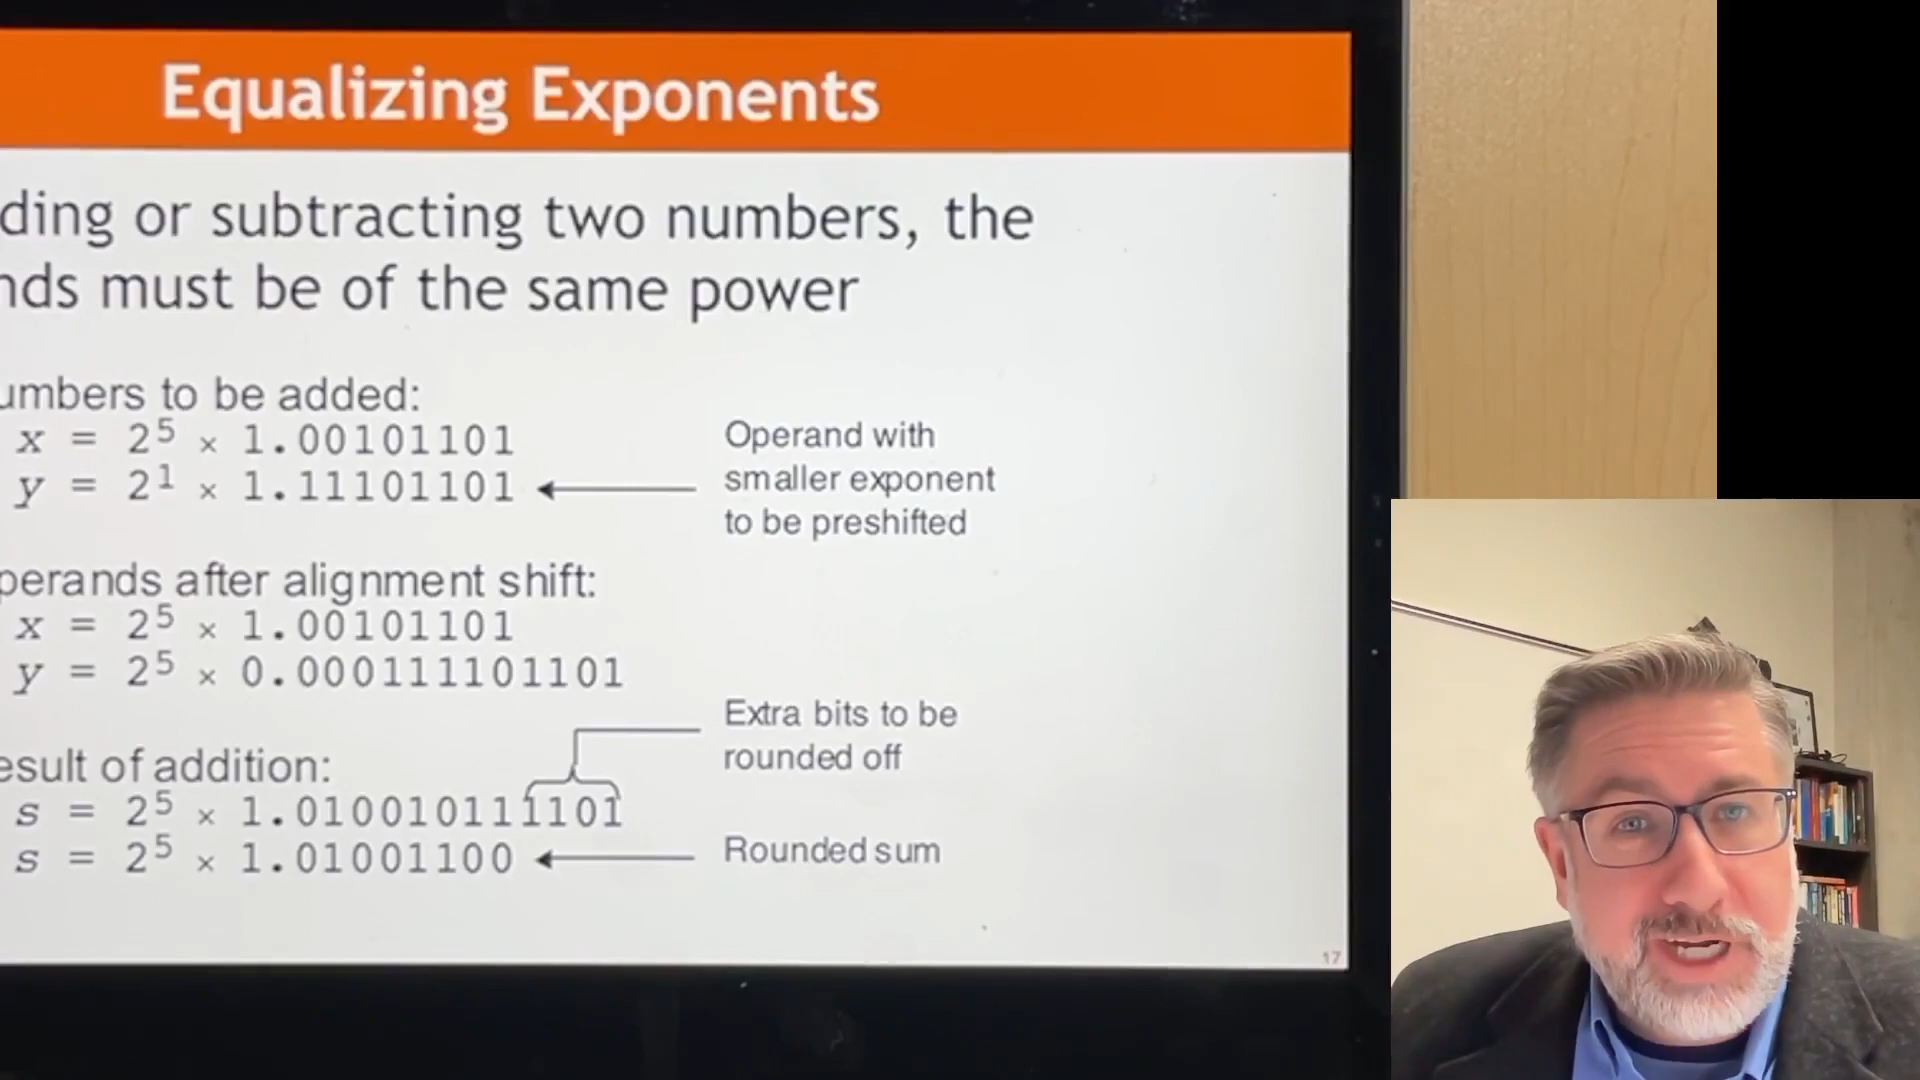 Equalizing Exponents
ding or subtracting two numbers, the
nds must be of the same power
umbers to be added:
x = 2⁵ × 1.00101101
y = 2¹ × 1.11101101
Operand with
smaller exponent
to be preshifted
perands after alignment shift:
x = 2⁵ × 1.00101101
y = 2⁵ × 0.000111101101
Extra bits to be
rounded off
esult of addition:
s = 2⁵ × 1.010010111101
s = 2⁵ × 1.01001100
Rounded sum
17